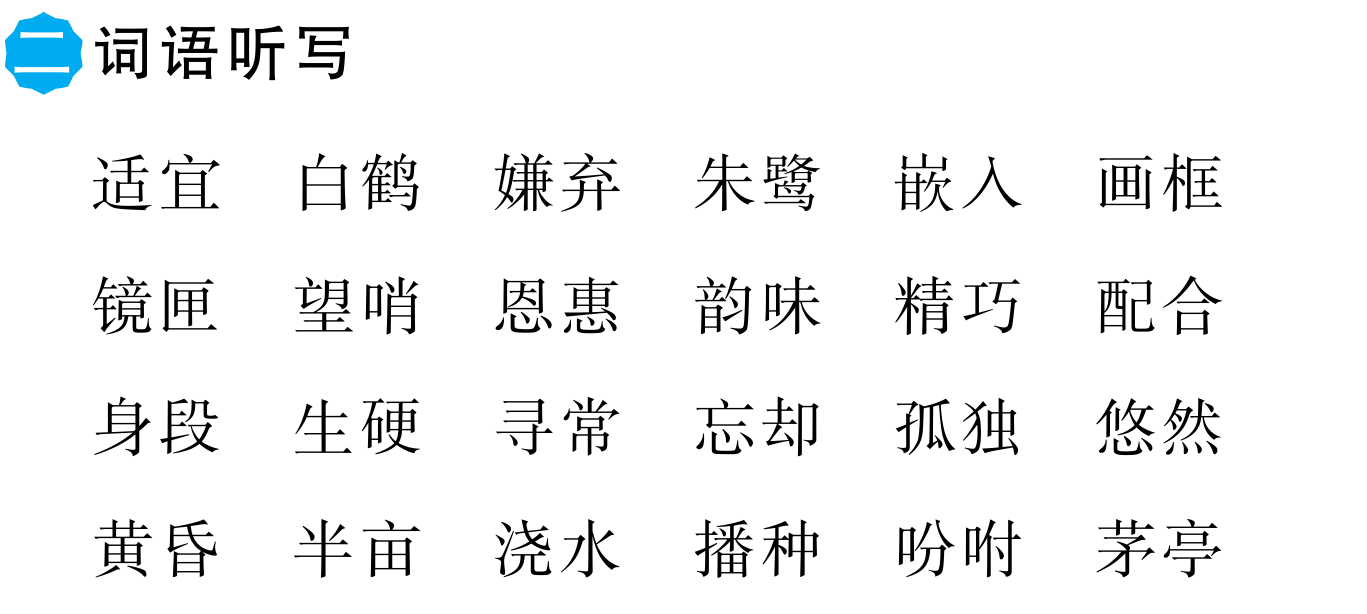 二 词语听写
适宜 白鹤 嫌弃 朱鹭 嵌入 画框
镜匣 望哨 恩惠 韵味 精巧 配合
身段 生硬 寻常 忘却 孤独 悠然
黄昏 半亩 浇水 播种 吩咐 茅亭